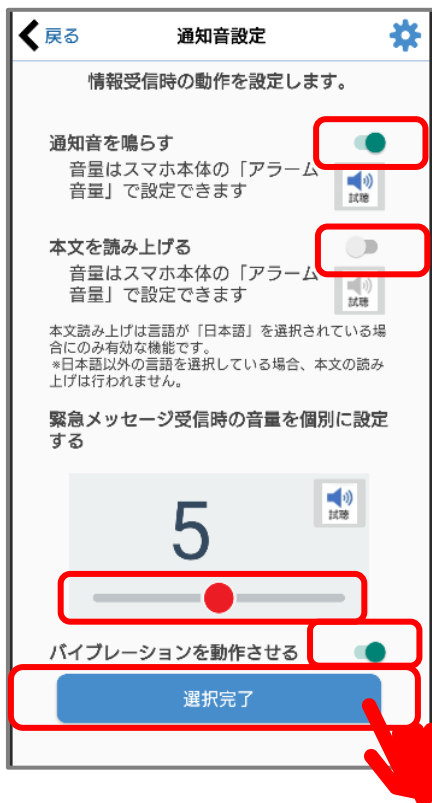 戻る 通知音設定
情報受信時の動作を設定します。
通知音を鳴らす
音量はスマホ本体の「アラーム
音量」で設定できます
試聴
本文を読み上げる
音量はスマホ本体の「アラーム
音量」で設定できます
試聴
本文読み上げは言語が「日本語」を選択されている場
合にのみ有効な機能です。
※日本語以外の言語を選択している場合、本文の読み
上げは行われません。
緊急メッセージ受信時の音量を個別に設定
する
5
試聴
バイブレーションを動作させる
選択完了